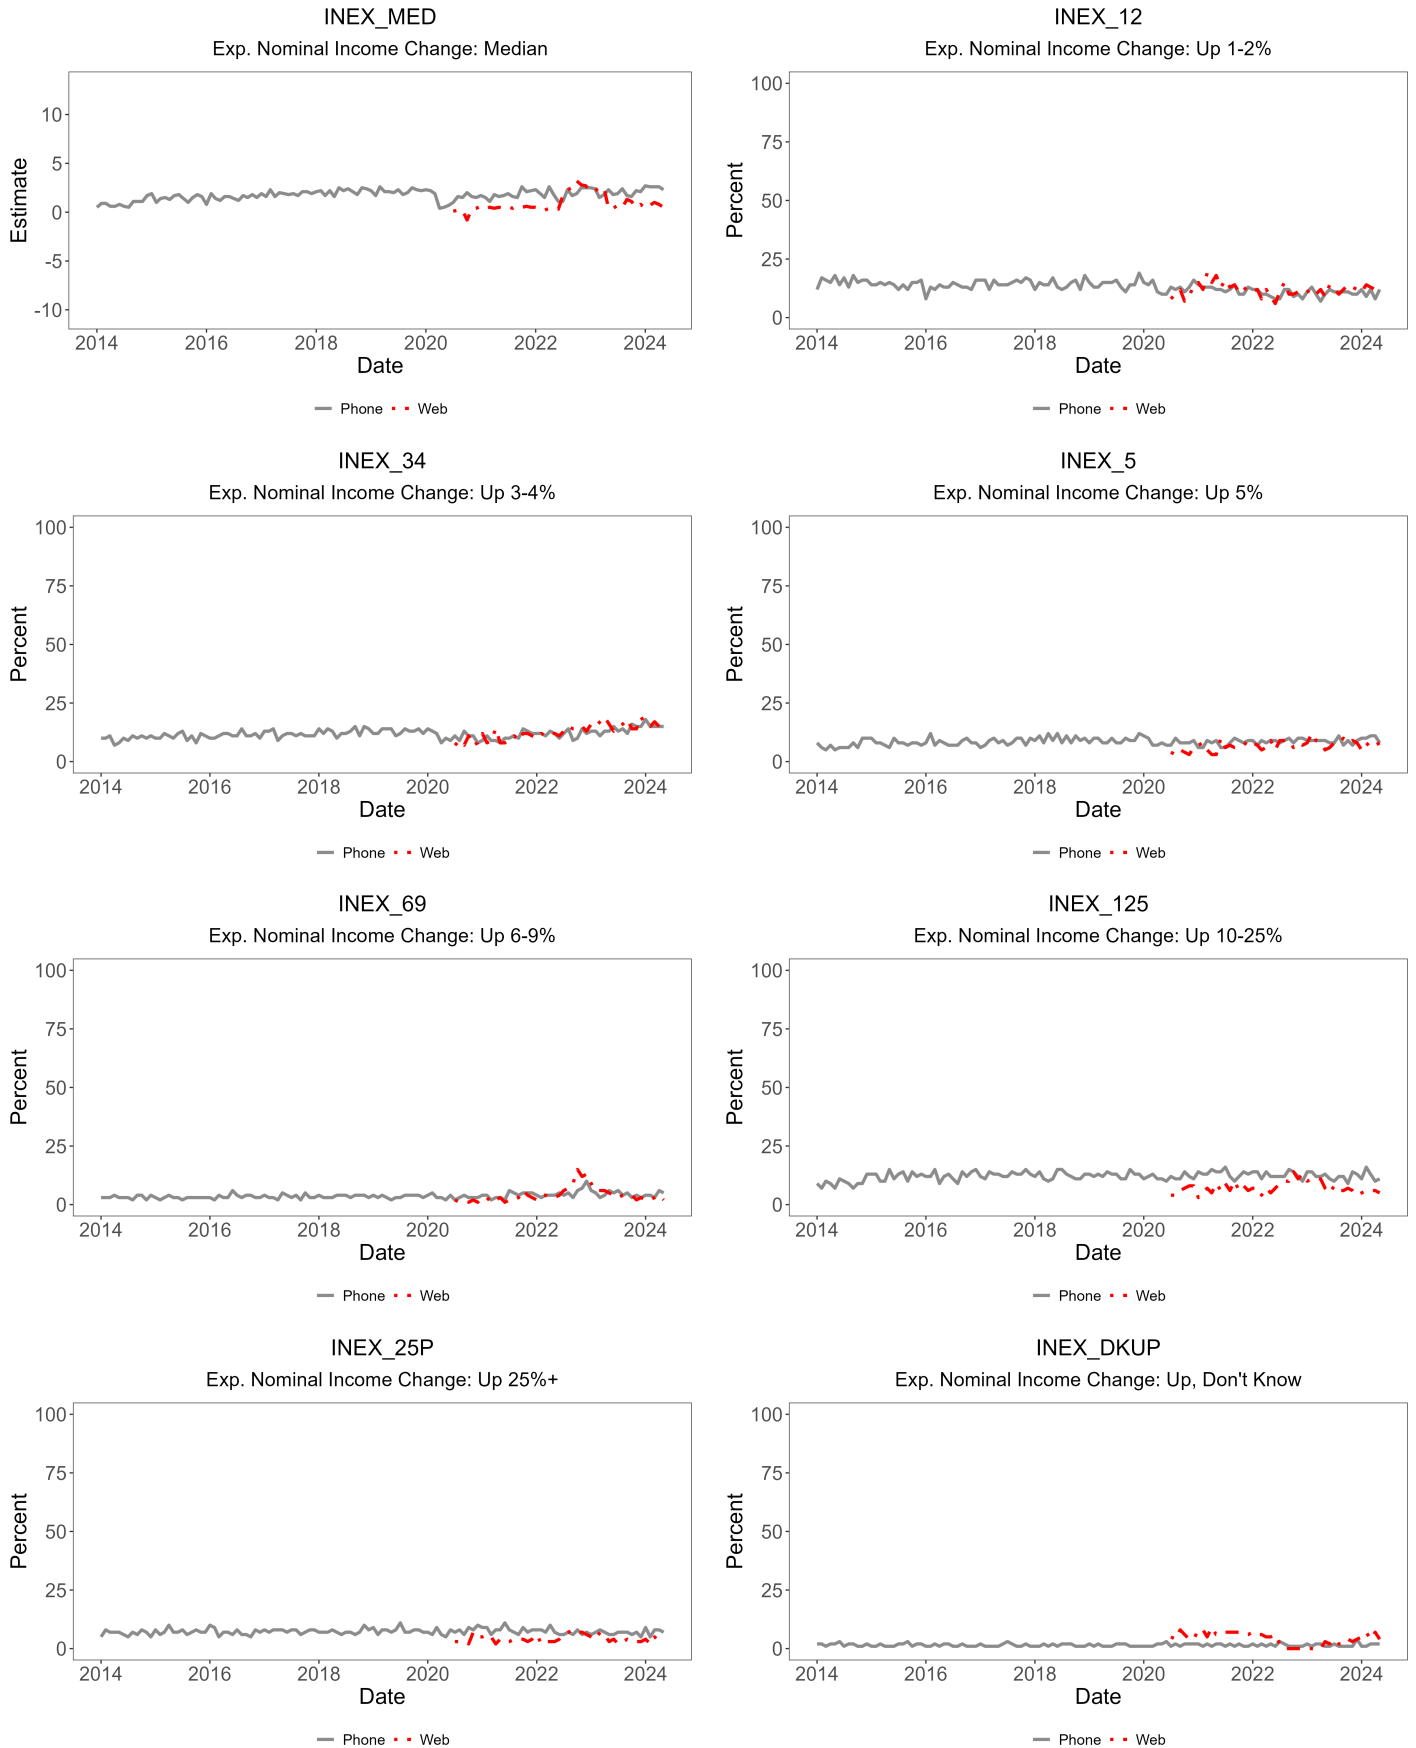 INEX_MED
Exp. Nominal Income Change: Median
Estimate
10
5
0
-5
-10
2014 2016 2018 2020 2022 2024
Date
Phone Web
INEX_12
Exp. Nominal Income Change: Up 1-2%
Percent
100
75
50
25
0
2014 2016 2018 2020 2022 2024
Date
Phone Web
INEX_34
Exp. Nominal Income Change: Up 3-4%
Percent
100
75
50
25
0
2014 2016 2018 2020 2022 2024
Date
Phone Web
INEX_5
Exp. Nominal Income Change: Up 5%
Percent
100
75
50
25
0
2014 2016 2018 2020 2022 2024
Date
Phone Web
INEX_69
Exp. Nominal Income Change: Up 6-9%
Percent
100
75
50
25
0
2014 2016 2018 2020 2022 2024
Date
Phone Web
INEX_125
Exp. Nominal Income Change: Up 10-25%
Percent
100
75
50
25
0
2014 2016 2018 2020 2022 2024
Date
Phone Web
INEX_25P
Exp. Nominal Income Change: Up 25%+
Percent
100
75
50
25
0
2014 2016 2018 2020 2022 2024
Date
Phone Web
INEX_DKUP
Exp. Nominal Income Change: Up, Don't Know
Percent
100
75
50
25
0
2014 2016 2018 2020 2022 2024
Date
Phone Web